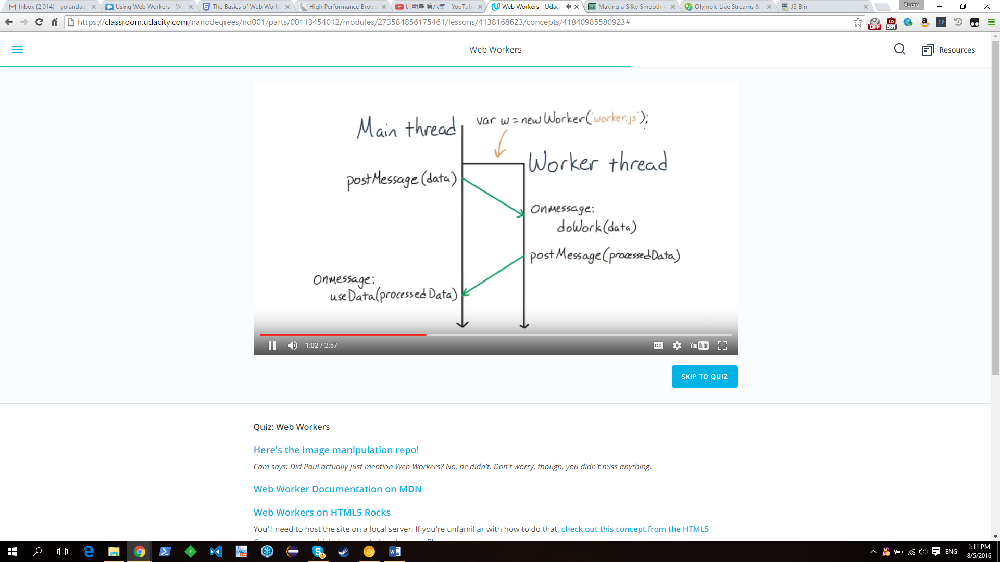 Inbox (2,014) - yolandaa
Using Web Workers - We
The Basics of Web Worke
High Performance Brows
唐明皇 第八集 - YouTub
Web Workers - Udaci
Making a Silky Smooth W
Olympic Live Streams &
JS Bin
Xueru
https://classroom.udacity.com/nanodegrees/nd001/parts/00113454012/modules/273584856175461/lessons/4138168623/concepts/41840985580923#
OFF
581
Web Workers
Resources
var w = new Worker('worker.js');
Main thread
Worker thread
postMessage(data)
Onmessage:
doWork(data)
postMessage(processedData)
Onmessage:
useData(processedData)
1:02 / 2:57
CC
YouTube
SKIP TO QUIZ
Quiz: Web Workers
Here's the image manipulation repo!
Cam says: Did Paul actually just mention Web Workers? No, he didn't. Don't worry, though, you didn't miss anything.
Web Worker Documentation on MDN
Web Workers on HTML5 Rocks
You'll need to host the site on a local server. If you're unfamiliar with how to do that, check out this concept from the HTML5
2
ENG
1:11 PM
8/5/2016